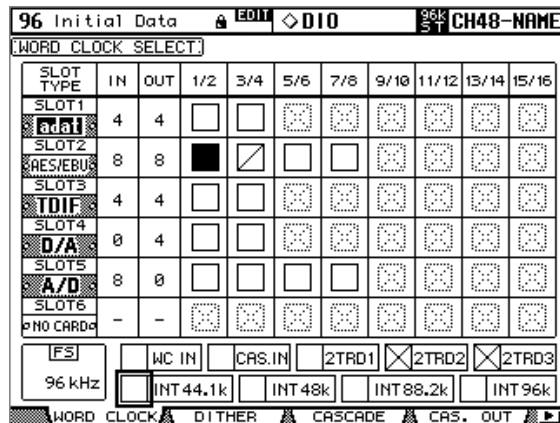 96 Initial Data EDIT ◇DIO 96k ST CH48-NAME
WORD CLOCK SELECT
SLOT TYPE IN OUT 1/2 3/4 5/6 7/8 9/10 11/12 13/14 15/16
SLOT1
adat 4 4
SLOT2
AES/EBU 8 8
SLOT3
TDIF 4 4
SLOT4
D/A 0 4
SLOT5
A/D 8 0
SLOT6
NO CARD - -
FS WC IN CAS.IN 2TRD1 2TRD2 2TRD3
96 kHz INT44.1k INT48k INT88.2k INT96k
WORD CLOCK DITHER CASCADE CAS. OUT